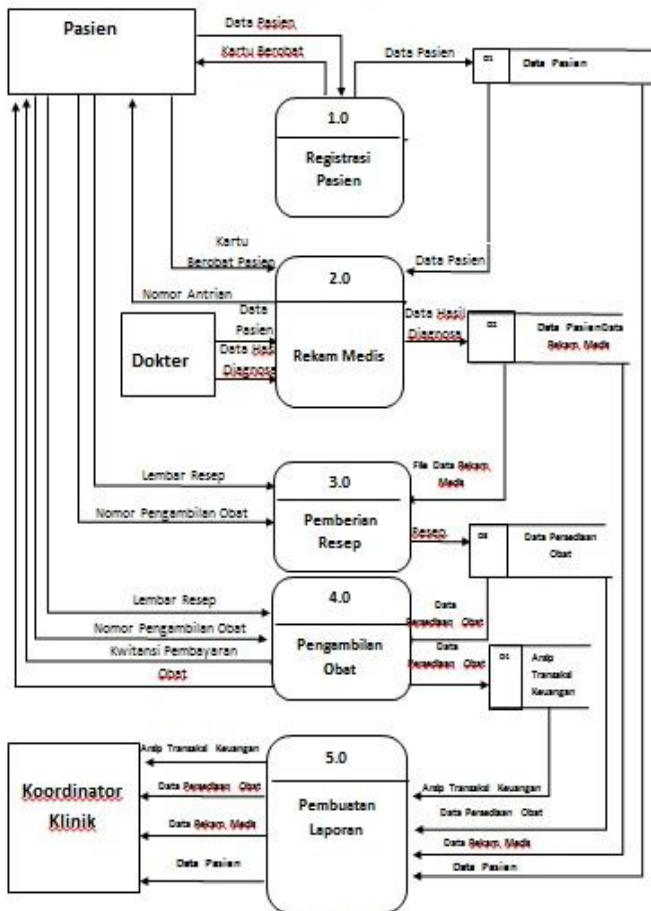 Pasien
Data Pasien
Kartu Berobat
Data Pasien
D1
Data Pasien
1.0
Registrasi
Pasien
Kartu
Berobat Pasien
Data Pasien
Nomor Antrian
2.0
Rekam Medis
Data
Pasien
Data Hasil
Diagnosa
Dokter
Data Hasil
Diagnosa
D2
Data PasienData
Rekam Medis
File Data Rekam
Medis
Lembar Resep
Nomor Pengambilan Obat
3.0
Pemberian
Resep
Resep
Data Persediaan
Obat
Lembar Resep
Nomor Pengambilan Obat
Kwitansi Pembayaran
Obat
4.0
Pengambilan
Obat
Data
Persediaan Obat
Data
Persediaan Obat
Arsip
Transaksi
Keuangan
Koordinator
Klinik
Arsip Transaksi Keuangan
Data Persediaan Obat
Data Rekam Medis
Data Pasien
5.0
Pembuatan
Laporan
Arsip Transaksi Keuangan
Data Persediaan Obat
Data Rekam Medis
Data Pasien